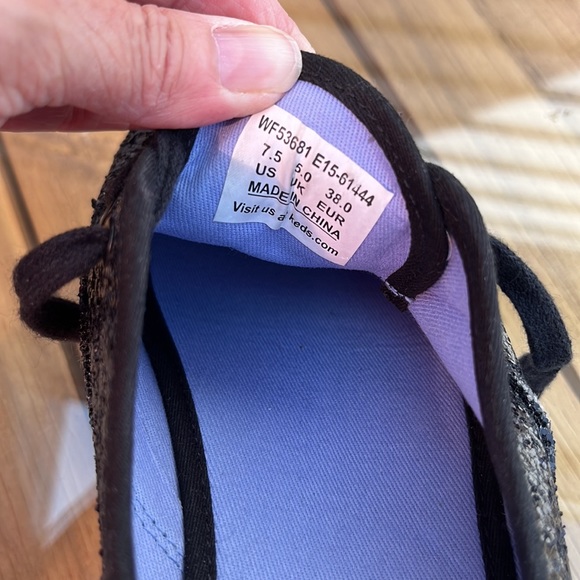 WF53681 E15-61444
7.5 5.0 38.0
US UK EUR
MADE IN CHINA
Visit us a keds.com